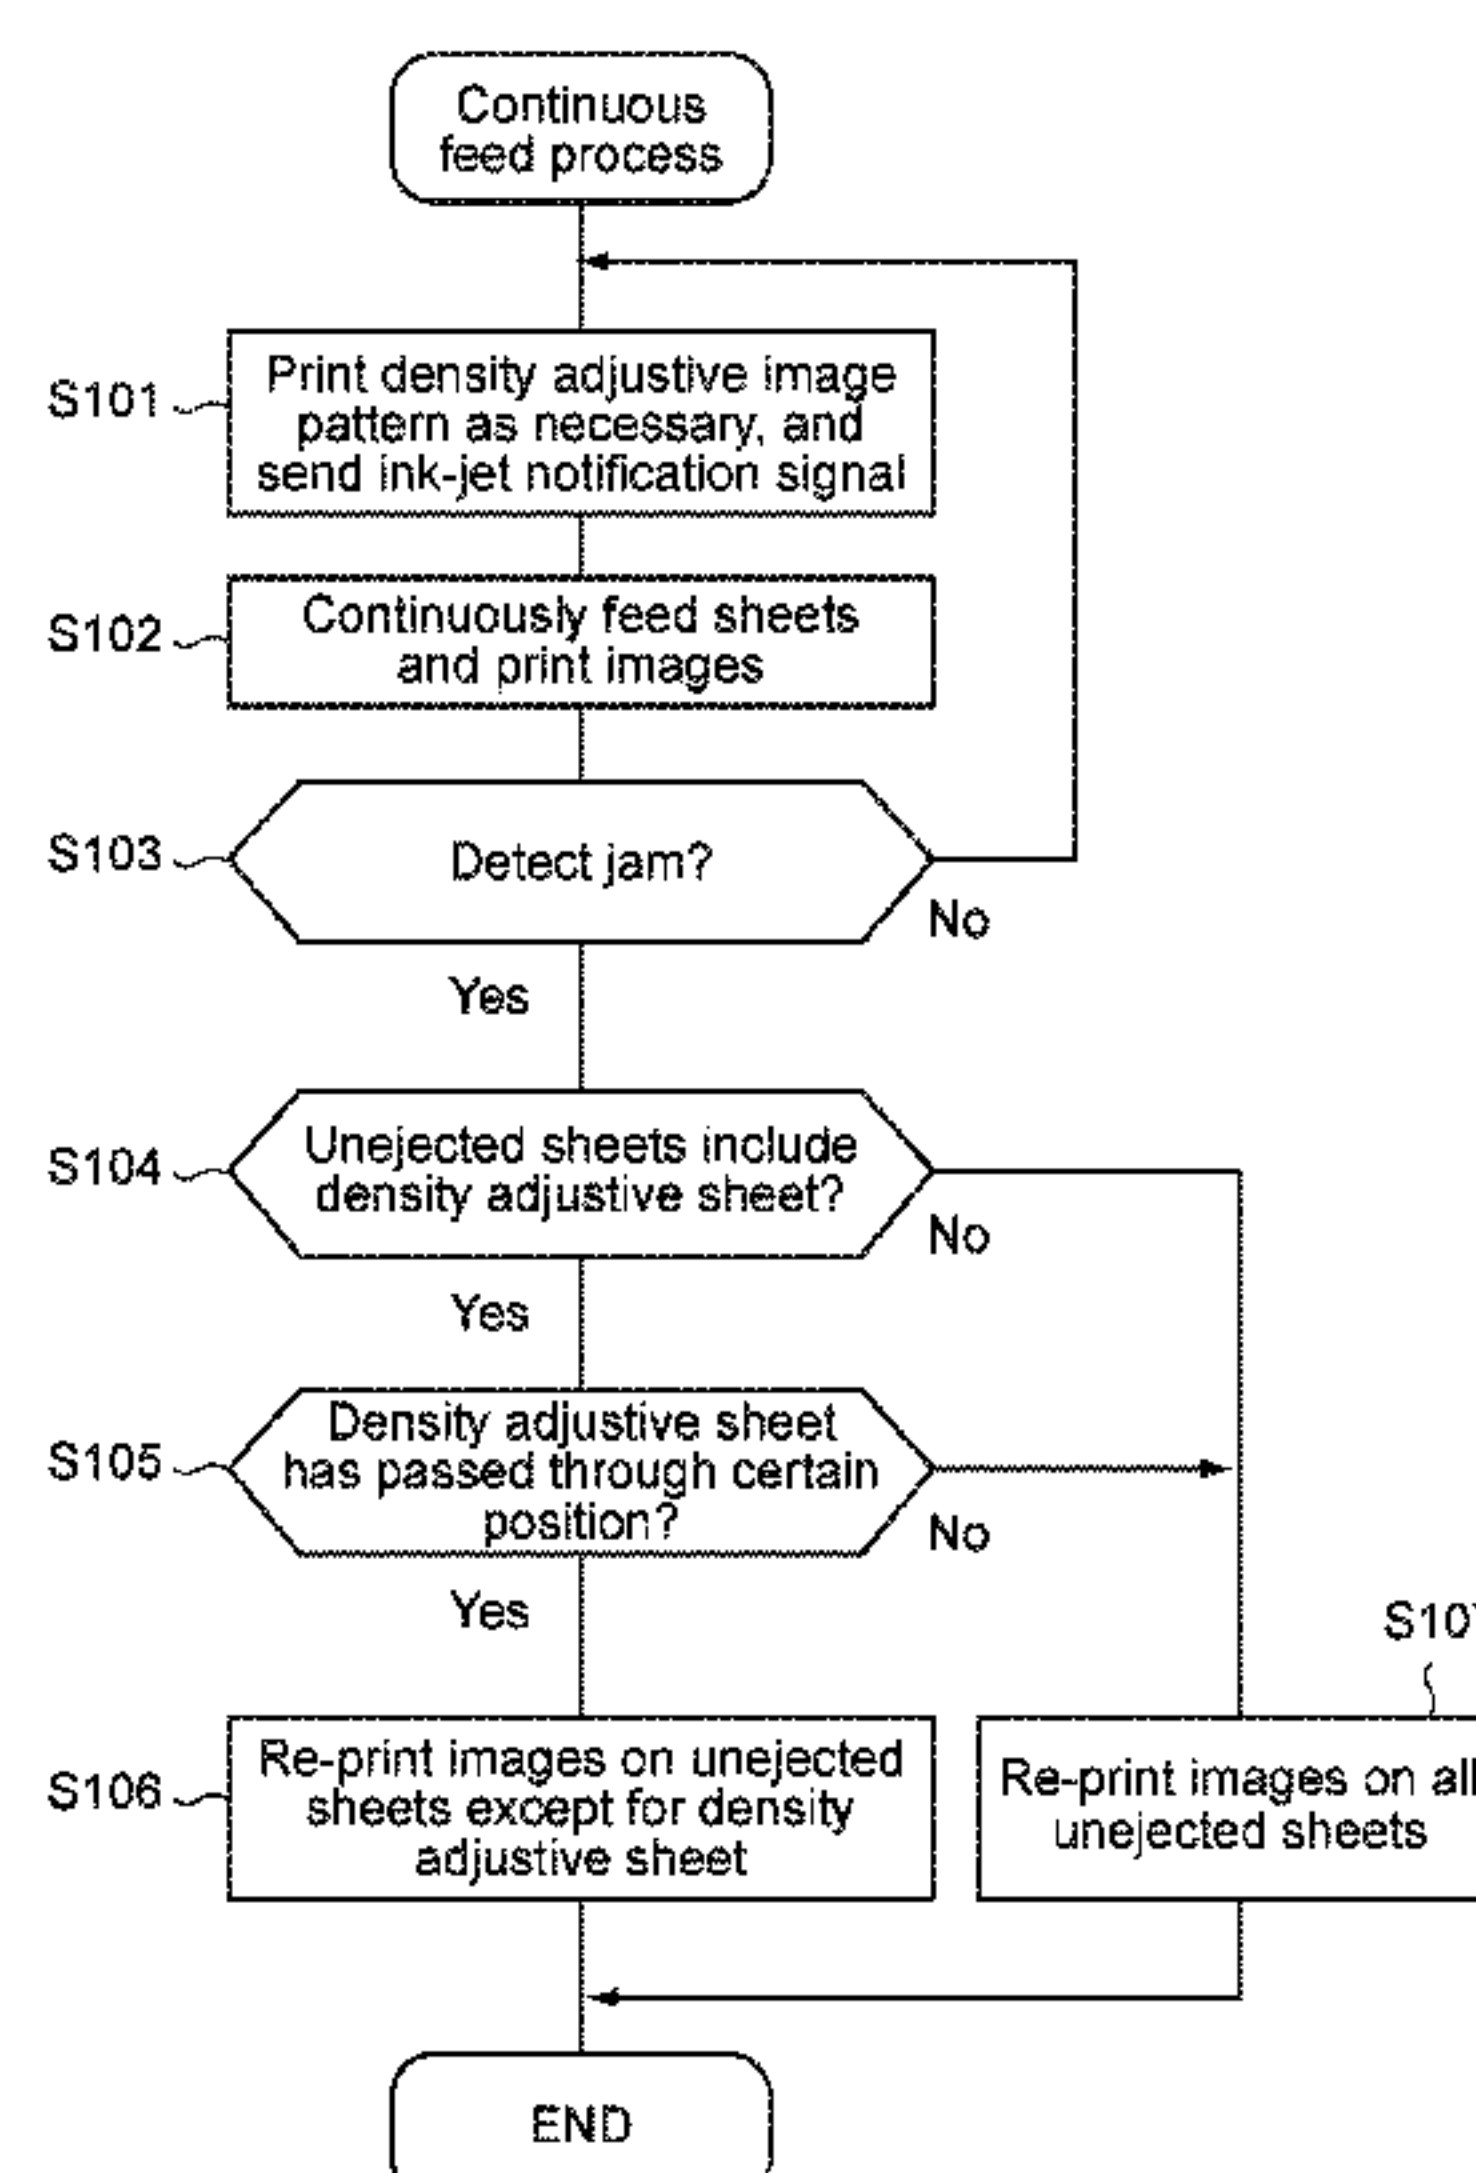 Continuous
feed process
S101
Print density adjustive image
pattern as necessary, and
send ink-jet notification signal
S102
Continuously feed sheets
and print images
S103
Detect jam?
No
Yes
S104
Unejected sheets include
density adjustive sheet?
No
Yes
S105
Density adjustive sheet
has passed through certain
position?
No
Yes
S106
Re-print images on unejected
sheets except for density
adjustive sheet
Re-print images on all
unejected sheets
END